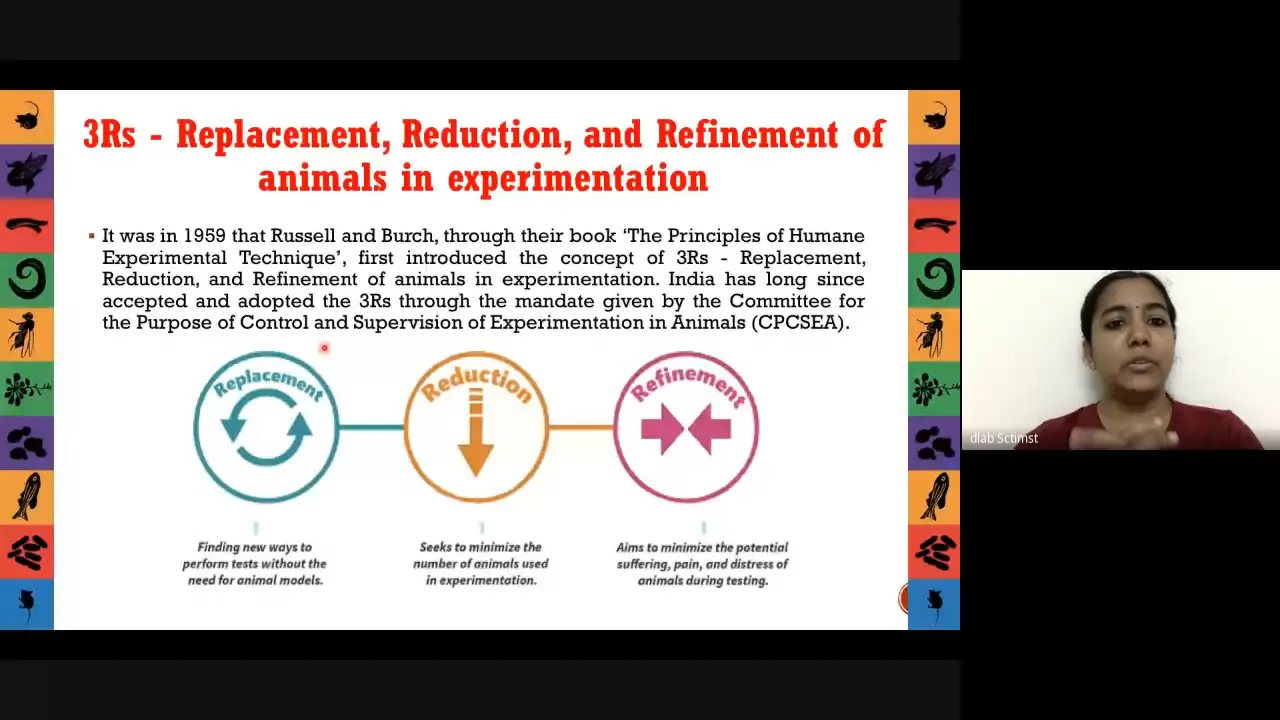 3Rs - Replacement, Reduction, and Refinement of
animals in experimentation
▪ It was in 1959 that Russell and Burch, through their book ‘The Principles of Humane
Experimental Technique’, first introduced the concept of 3Rs - Replacement,
Reduction, and Refinement of animals in experimentation. India has long since
accepted and adopted the 3Rs through the mandate given by the Committee for
the Purpose of Control and Supervision of Experimentation in Animals (CPCSEA).
Replacement
Reduction
Refinement
Finding new ways to
perform tests without the
need for animal models.
Seeks to minimize the
number of animals used
in experimentation.
Aims to minimize the potential
suffering, pain, and distress of
animals during testing.
dlab Sctimst